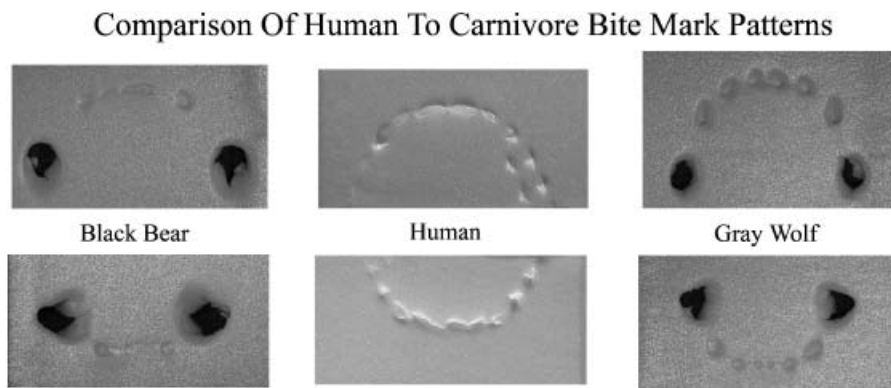 Comparison Of Human To Carnivore Bite Mark Patterns
Black Bear
Human
Gray Wolf